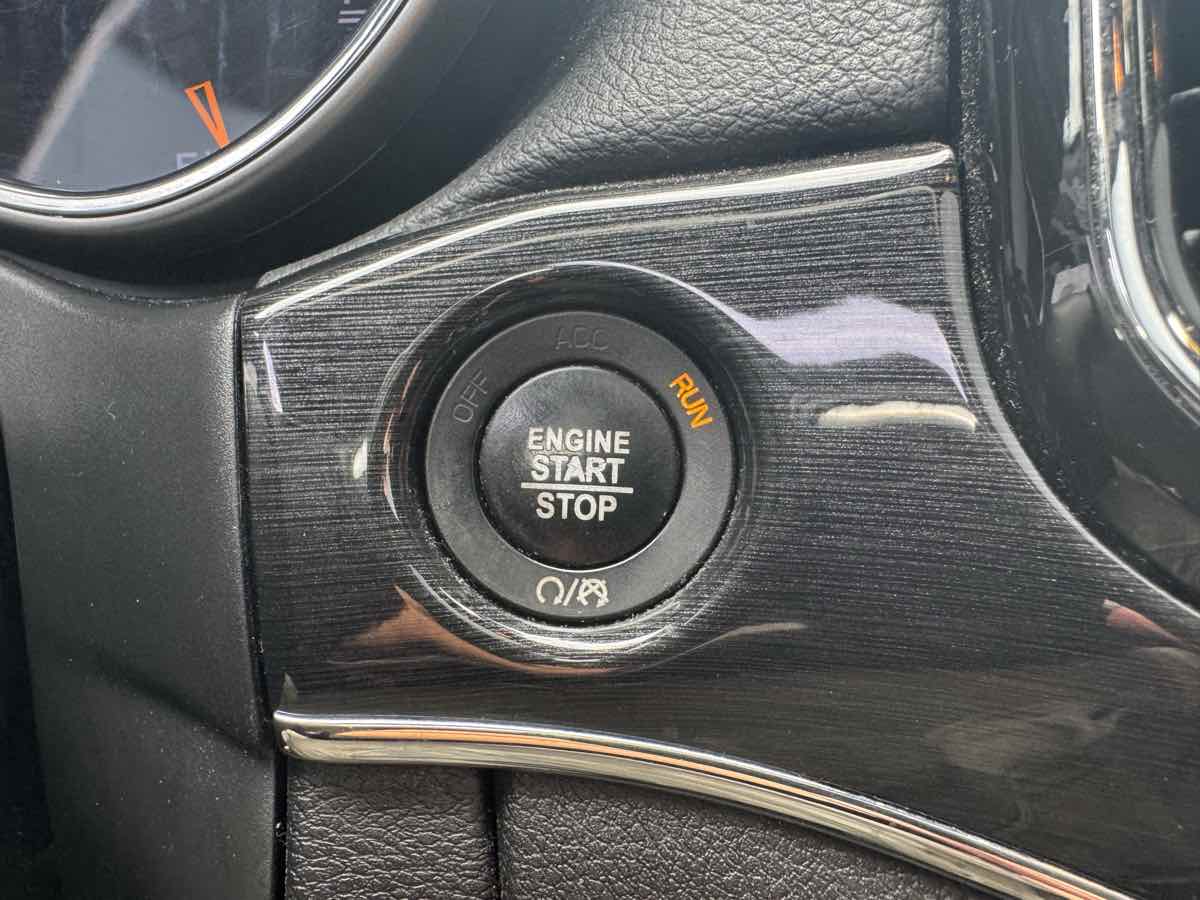 ACC
OFF
RUN
ENGINE
START
STOP